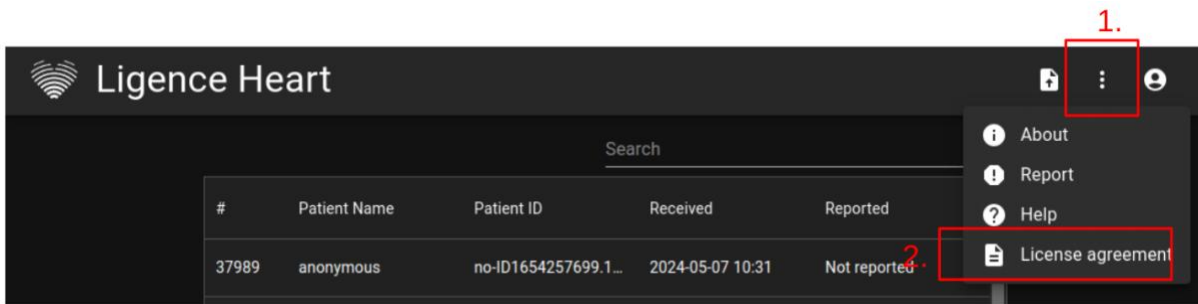 1.
Ligence Heart
About
Search
Report
# Patient Name Patient ID Received Reported
Help
2.
License agreement
37989 anonymous no-ID1654257699.1... 2024-05-07 10:31 Not reported